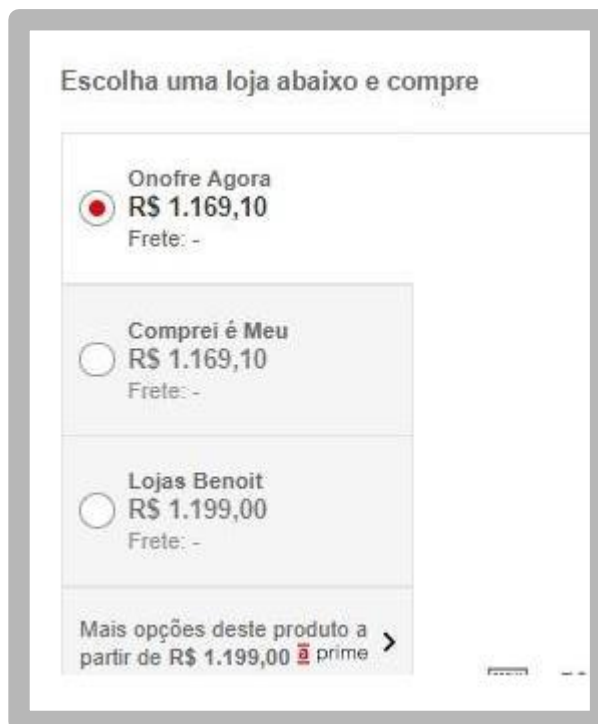 Escolha uma loja abaixo e compre
Onofre Agora
R$ 1.169,10
Frete: -
Comprei é Meu
R$ 1.169,10
Frete: -
Lojas Benoit
R$ 1.199,00
Frete: -
Mais opções deste produto a
partir de R$ 1.199,00 a prime